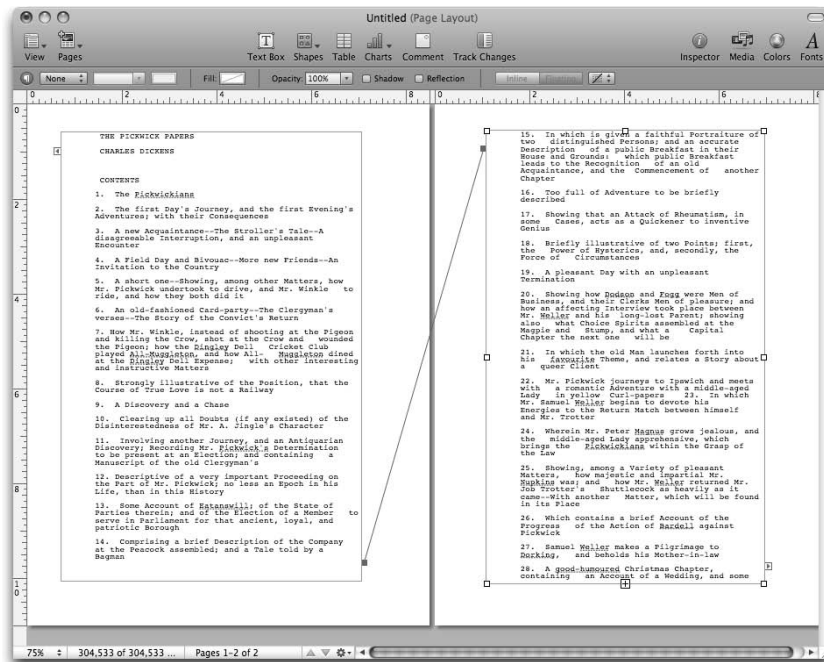 Untitled (Page Layout)
View Pages Text Box Shapes Table Charts Comment Track Changes Inspector Media Colors Fonts
None Fill: Opacity: 100% Shadow Reflection Inline Floating
0 2 4 6 8 0 2 4 6 8
0
2
4
6
8
10
THE PICKWICK PAPERS
CHARLES DICKENS
CONTENTS
1. The Pickwickians
2. The first Day's Journey, and the first Evening's
Adventures; with their Consequences
3. A new Acquaintance--The Stroller's Tale--A
disagreeable Interruption, and an unpleasant
Encounter
4. A Field Day and Bivouac--More new Friends--An
Invitation to the Country
5. A short one--Showing, among other Matters, how
Mr. Pickwick undertook to drive, and Mr. Winkle to
ride, and how they both did it
6. An old-fashioned Card-party--The Clergyman's
verses--The Story of the Convict's Return
7. How Mr. Winkle, instead of shooting at the Pigeon
and killing the Crow, shot at the Crow and wounded
the Pigeon; how the Dingley Dell Cricket Club
played All-Muggleton, and how All- Muggleton dined
at the Dingley Dell Expense; with other interesting
and instructive Matters
8. Strongly illustrative of the Position, that the
Course of True Love is not a Railway
9. A Discovery and a Chase
10. Clearing up all Doubts (if any existed) of the
Disinterestedness of Mr. A. Jingle's Character
11. Involving another Journey, and an Antiquarian
Discovery; Recording Mr. Pickwick's Determination
to be present at an Election; and containing a
Manuscript of the old Clergyman's
12. Descriptive of a very important Proceeding on
the Part of Mr. Pickwick; no less an Epoch in his
Life, than in this History
13. Some Account of Eatanswill; of the State of
Parties therein; and of the Election of a Member to
serve in Parliament for that ancient, loyal, and
patriotic Borough
14. Comprising a brief Description of the Company
at the Peacock assembled; and a Tale told by a
Bagman
15. In which is given a faithful Portraiture of
two distinguished Persons; and an accurate
Description of a public Breakfast in their
House and Grounds: which public Breakfast
leads to the Recognition of an old
Acquaintance, and the Commencement of another
Chapter
16. Too full of Adventure to be briefly
described
17. Showing that an Attack of Rheumatism, in
some Cases, acts as a Quickener to inventive
Genius
18. Briefly illustrative of two Points; first,
the Power of Hysterics, and, secondly, the
Force of Circumstances
19. A pleasant Day with an unpleasant
Termination
20. Showing how Dodson and Fogg were Men of
Business, and their Clerks Men of pleasure; and
how an affecting Interview took place between
Mr. Weller and his long-lost Parent; showing
also what Choice Spirits assembled at the
Magpie and Stump, and what a Capital
Chapter the next one will be
21. In which the old Man launches forth into
his favourite Theme, and relates a Story about
a queer Client
22. Mr. Pickwick journeys to Ipswich and meets
with a romantic Adventure with a middle-aged
Lady in yellow Curl-papers 23. In which
Mr. Samuel Weller begins to devote his
Energies to the Return Match between himself
and Mr. Trotter
24. Wherein Mr. Peter Magnus grows jealous, and
the middle-aged Lady apprehensive, which
brings the Pickwickians within the Grasp of
the Law
25. Showing, among a Variety of pleasant
Matters, how majestic and impartial Mr.
Nupkins was; and how Mr. Weller returned Mr.
Job Trotter's Shuttlecock as heavily as it
came--With another Matter, which will be found
in its Place
26. Which contains a brief Account of the
Progress of the Action of Bardell against
Pickwick
27. Samuel Weller makes a Pilgrimage to
Dorking, and beholds his Mother-in-law
28. A good-humoured Christmas Chapter,
containing an Account of a Wedding, and some
75% 304,533 of 304,533 ... Pages 1-2 of 2